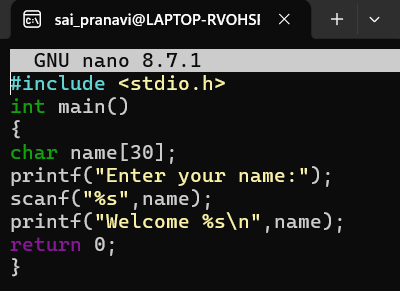 sai_pranavi@LAPTOP-RVOHSI
GNU nano 8.7.1
#include <stdio.h>
int main()
{
char name[30];
printf("Enter your name:");
scanf("%s",name);
printf("Welcome %s\n",name);
return 0;
}